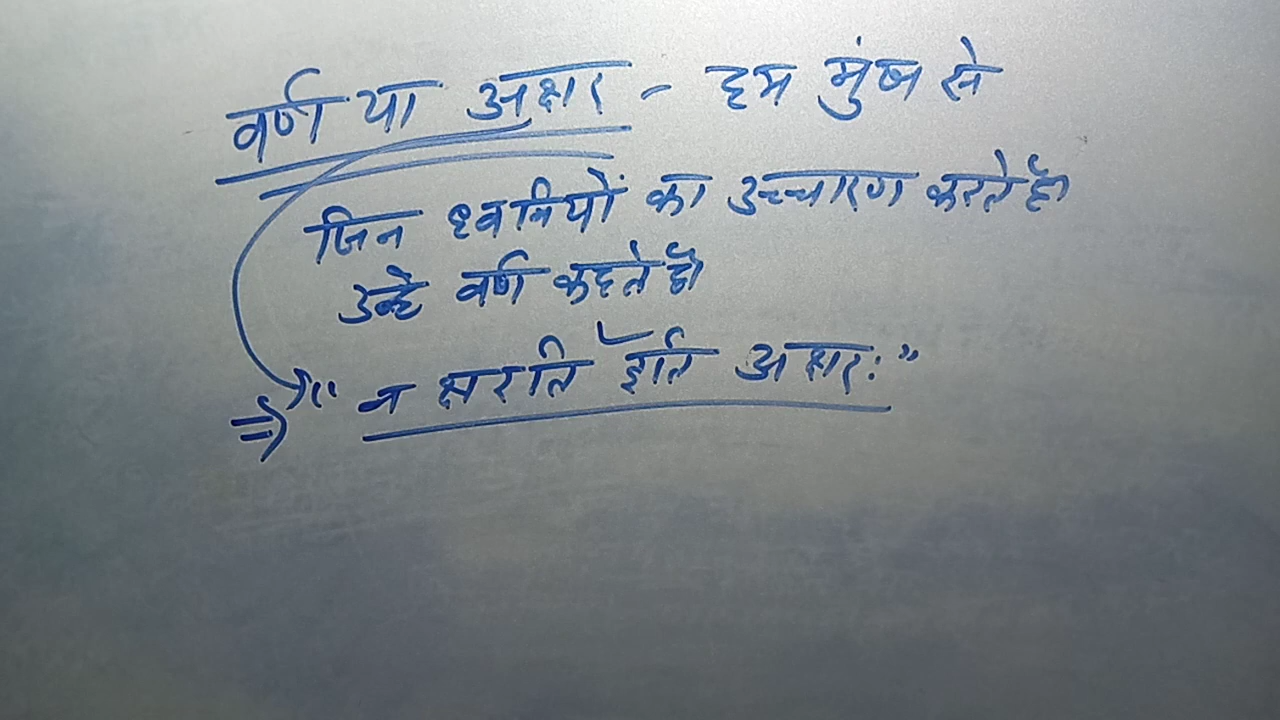 वर्ण या अक्षर - हम मुंख से
जिन ध्वनियों का उच्चारण करते है।
उन्हे वर्ण कहते है।
⇒ "न क्षरति इति अक्षरः"